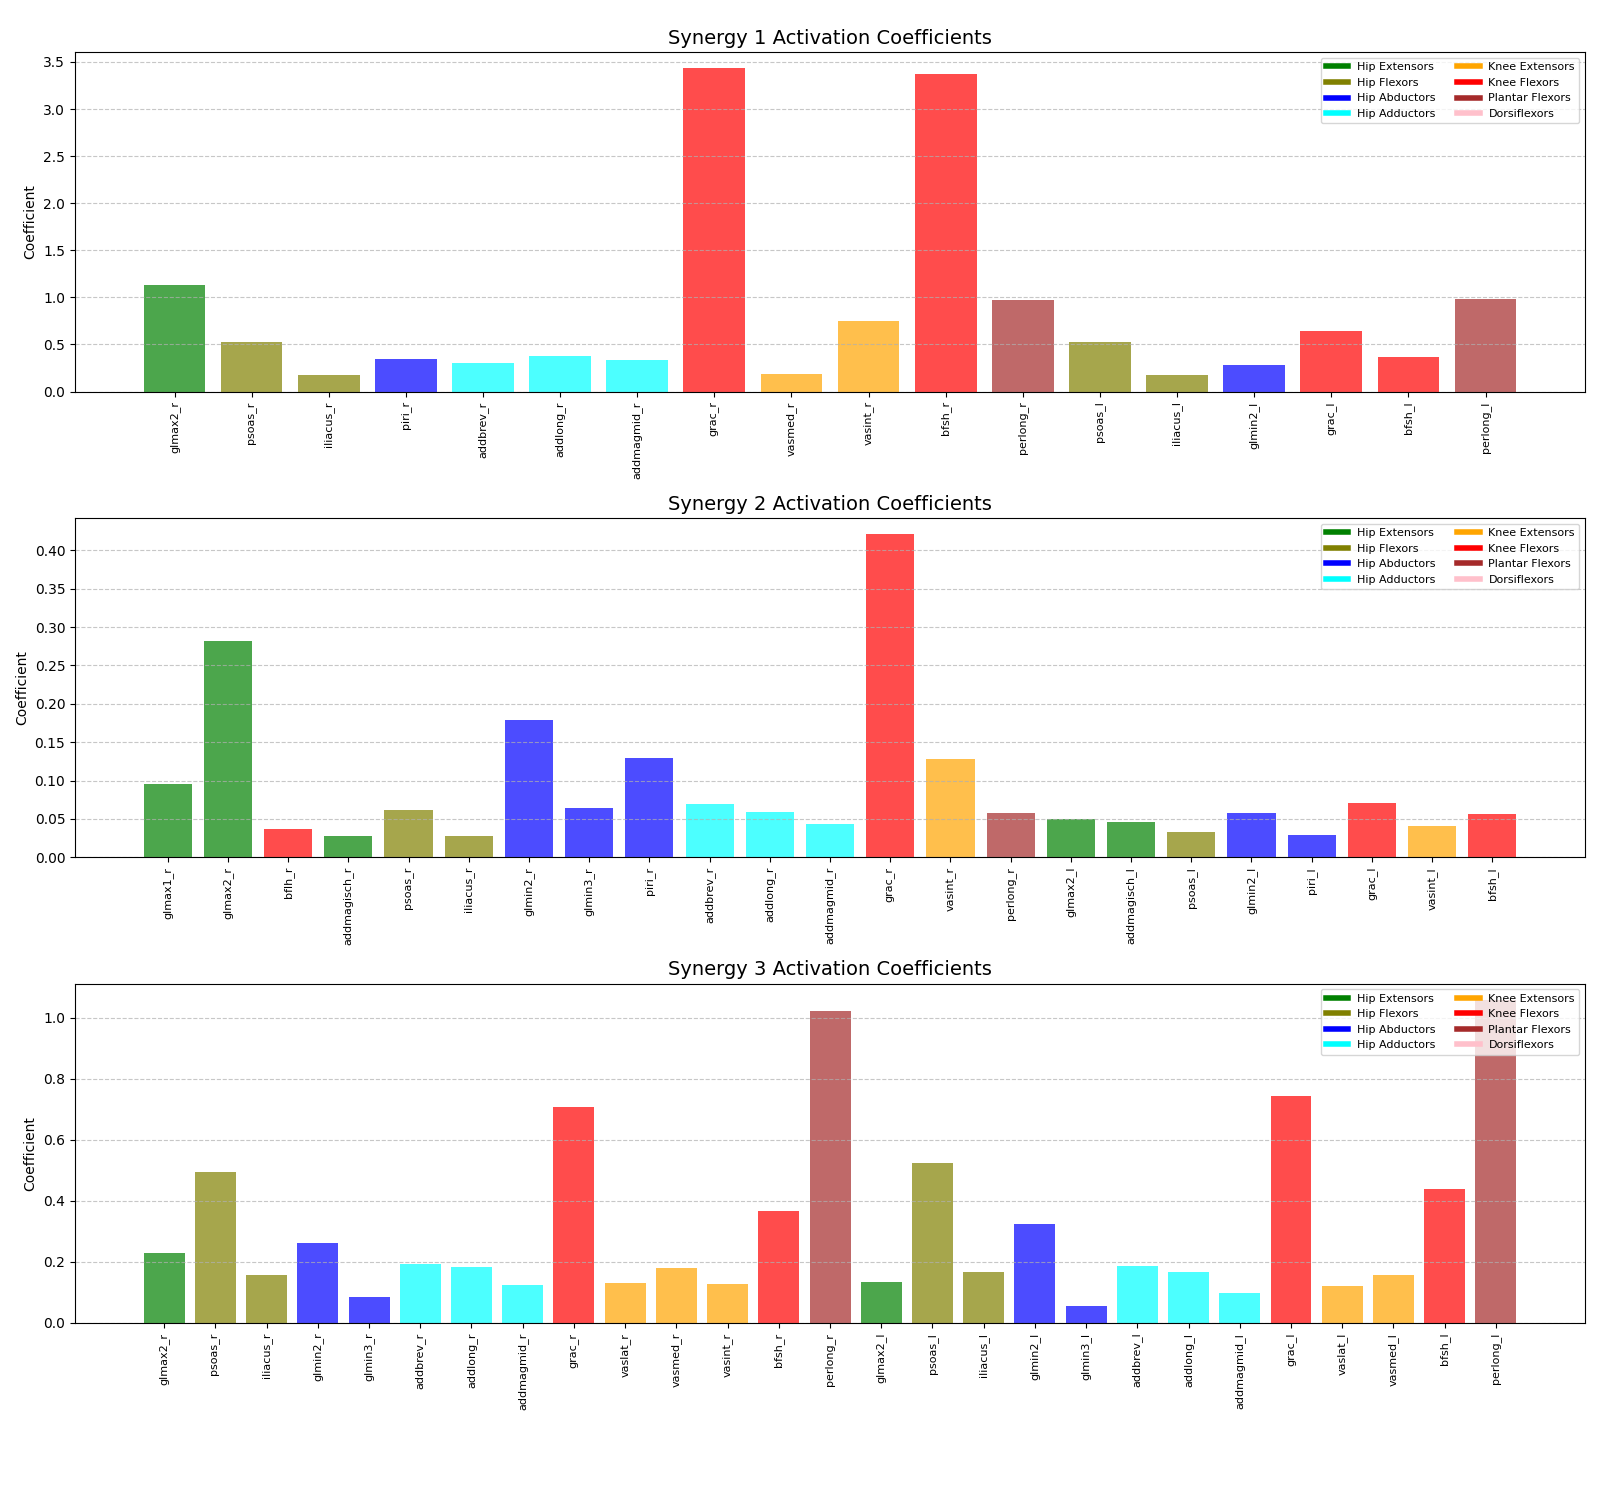 Synergy 1 Activation Coefficients
Hip Extensors Knee Extensors
Hip Flexors Knee Flexors
Hip Abductors Plantar Flexors
Hip Adductors Dorsiflexors
Coefficient
3.5
3.0
2.5
2.0
1.5
1.0
0.5
0.0
glmax2_r psoas_r iliacus_r piri_r addbrev_r addlong_r addmagmid_r grac_r vasmed_r vasint_r bfsh_r perlong_r psoas_l iliacus_l glmin2_l grac_l bfsh_l perlong_l
Synergy 2 Activation Coefficients
Hip Extensors Knee Extensors
Hip Flexors Knee Flexors
Hip Abductors Plantar Flexors
Hip Adductors Dorsiflexors
Coefficient
0.40
0.35
0.30
0.25
0.20
0.15
0.10
0.05
0.00
glmax1_r glmax2_r bflh_r addmagisch_r psoas_r iliacus_r glmin2_r glmin3_r piri_r addbrev_r addlong_r addmagmid_r grac_r vasint_r perlong_r glmax2_l addmagisch_l psoas_l glmin2_l piri_l grac_l vasint_l bfsh_l
Synergy 3 Activation Coefficients
Hip Extensors Knee Extensors
Hip Flexors Knee Flexors
Hip Abductors Plantar Flexors
Hip Adductors Dorsiflexors
Coefficient
1.0
0.8
0.6
0.4
0.2
0.0
glmax2_r psoas_r iliacus_r glmin2_r glmin3_r addbrev_r addlong_r addmagmid_r grac_r vaslat_r vasmed_r vasint_r bfsh_r perlong_r glmax2_l psoas_l iliacus_l glmin2_l glmin3_l addbrev_l addlong_l addmagmid_l grac_l vaslat_l vasmed_l bfsh_l perlong_l